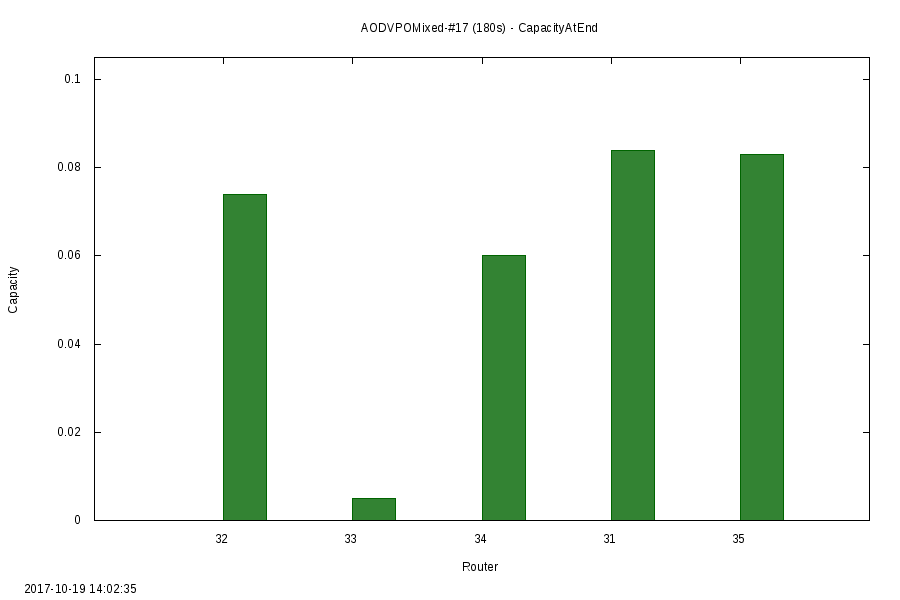 AODVPOMixed-#17 (180s) - CapacityAtEnd
0.1
0.08
0.06
0.04
0.02
0
Capacity
32 33 34 31 35
Router
2017-10-19 14:02:35